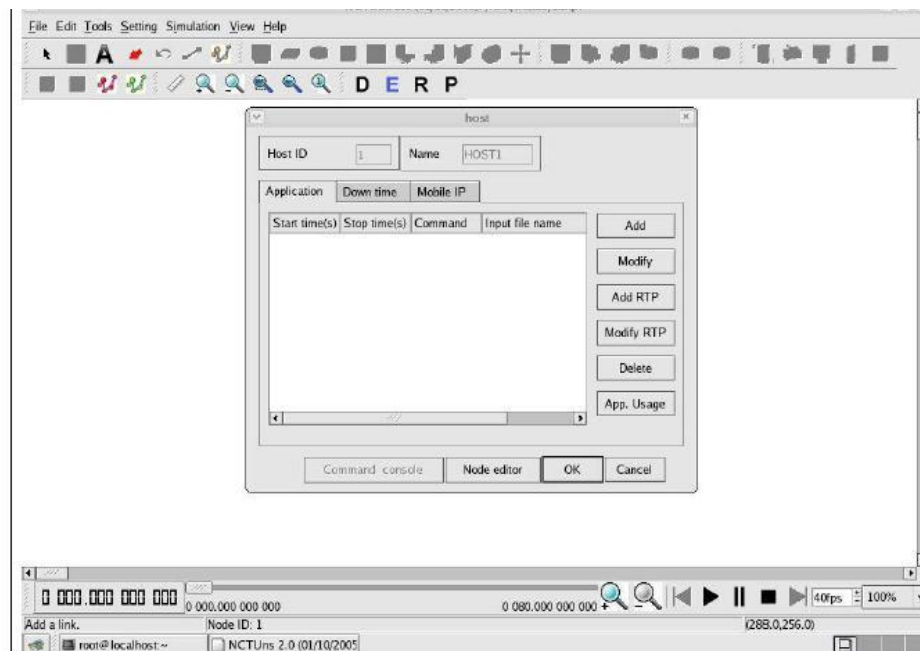 File Edit Tools Setting Simulation View Help
A
D E R P
host
Host ID 1 Name HOST1
Application Down time Mobile IP
Start time(s) Stop time(s) Command Input file name
Add
Modify
Add RTP
Modify RTP
Delete
App. Usage
Command console Node editor OK Cancel
0 000.000 000 000
0 000.000 000 000
0 080.000 000 000
40fps 100%
Add a link. Node ID: 1 (288.0,256.0)
root@localhost:~ NCTUns 2.0 (01/10/2005